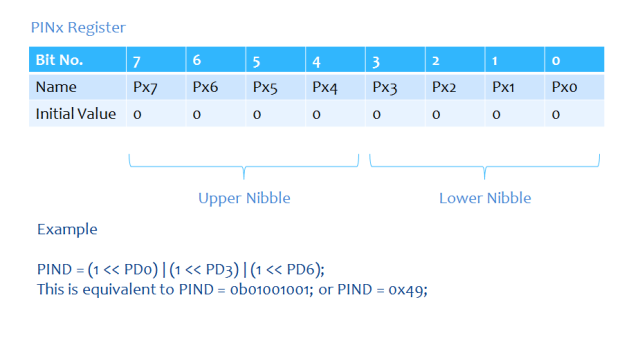 PINx Register
Bit No. 7 6 5 4 3 2 1 0
Name Px7 Px6 Px5 Px4 Px3 Px2 Px1 Px0
Initial Value 0 0 0 0 0 0 0 0
Upper Nibble Lower Nibble
Example
PIND = (1 << PD0) | (1 << PD3) | (1 << PD6);
This is equivalent to PIND = 0b01001001; or PIND = 0x49;